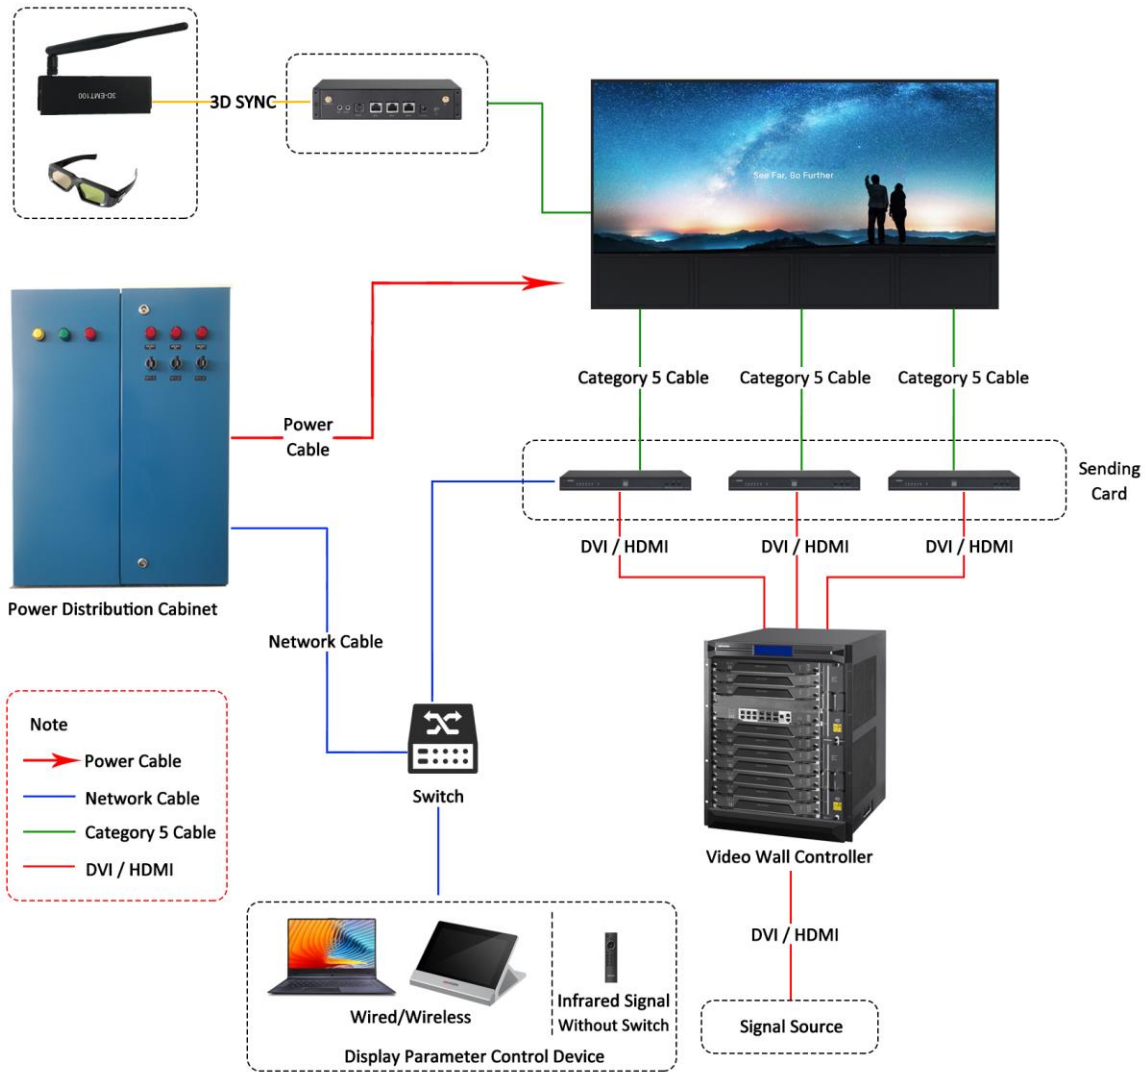 3D-EMT100
3D SYNC
See Far, Go Further
Category 5 Cable
Category 5 Cable
Category 5 Cable
Power
Cable
Sending
Card
DVI / HDMI
DVI / HDMI
DVI / HDMI
Power Distribution Cabinet
Network Cable
Note
Power Cable
Network Cable
Category 5 Cable
DVI / HDMI
Switch
Video Wall Controller
DVI / HDMI
Wired/Wireless
Infrared Signal
Without Switch
Display Parameter Control Device
Signal Source